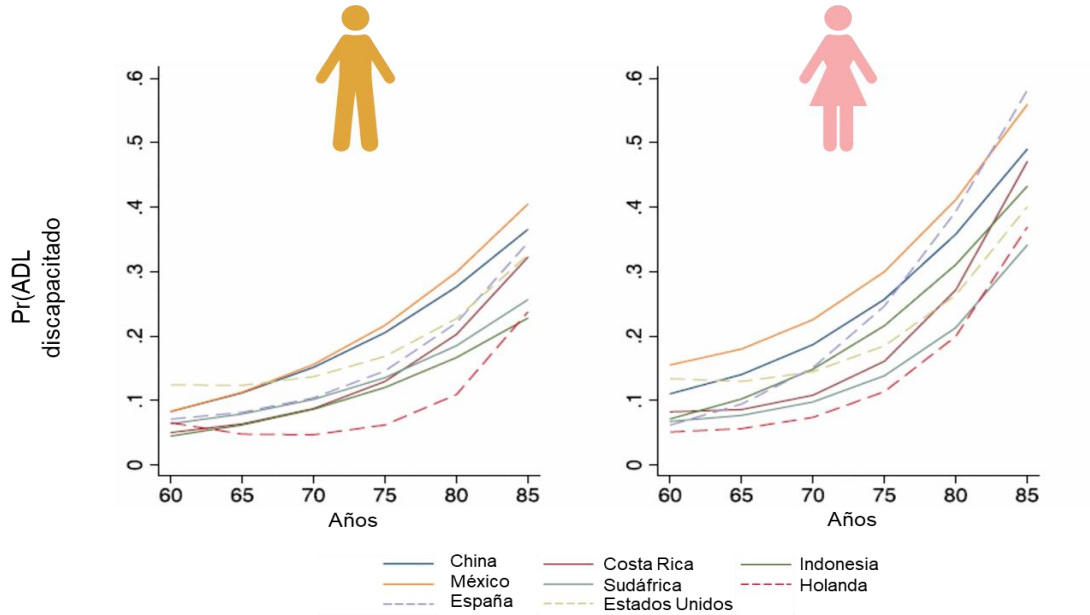 .6
.5
.4
.3
.2
.1
0
60 65 70 75 80 85
Años
.6
.5
.4
.3
.2
.1
0
60 65 70 75 80 85
Años
Pr(ADL
discapacitado
China
México
España
Costa Rica
Sudáfrica
Estados Unidos
Indonesia
Holanda